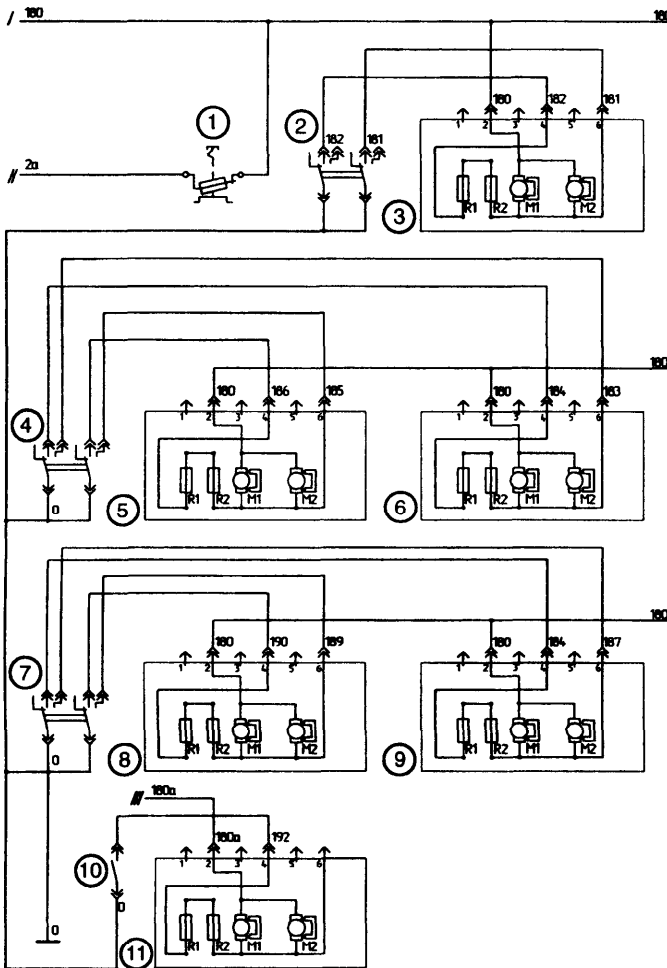 / 180 180
180 182 181
1 2 3 4 5 6
1
2 182 181
// 2a
R1 R2 M1 M2
3
180
180 186 185 180 184 183
1 2 3 4 5 6 1 2 3 4 5 6
4
R1 R2 M1 M2 R1 R2 M1 M2
0 5 6
180
180 190 189 180 184 187
1 2 3 4 5 6 1 2 3 4 5 6
7
R1 R2 M1 M2 R1 R2 M1 M2
0 8 9
/// 180a
180a 192
1 2 3 4 5 6
10
0
R1 R2 M1 M2
0
11